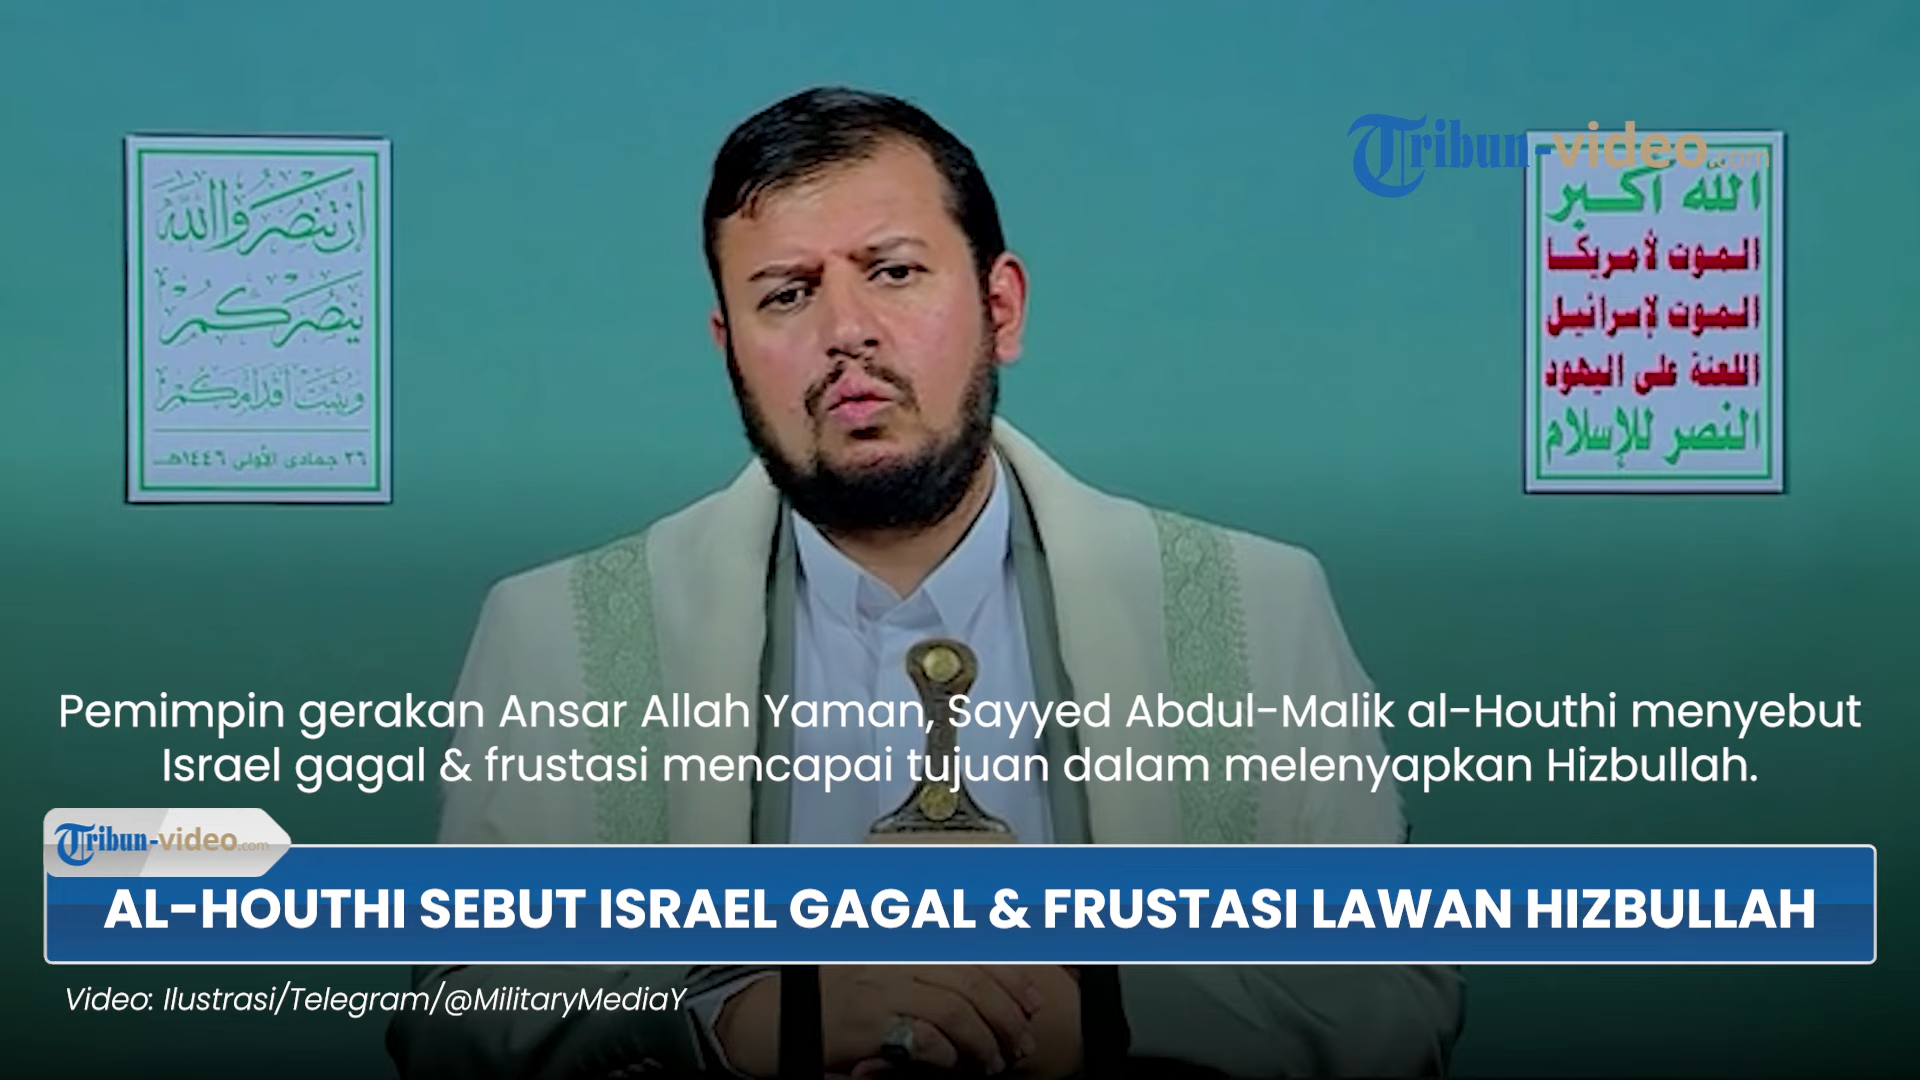 إن تنصروا الله
ينصركم
ويثبت أقدامكم
٢٦ جمادى الأولى ١٤٤٦هـ
Tribun-video.com
الله أكبر
الموت لأمريكا
الموت لإسرائيل
اللعنة على اليهود
النصر للإسلام
Pemimpin gerakan Ansar Allah Yaman, Sayyed Abdul-Malik al-Houthi menyebut
Israel gagal & frustasi mencapai tujuan dalam melenyapkan Hizbullah.
Tribun-video.com
AL-HOUTHI SEBUT ISRAEL GAGAL & FRUSTASI LAWAN HIZBULLAH
Video: Ilustrasi/Telegram/@MilitaryMediaY